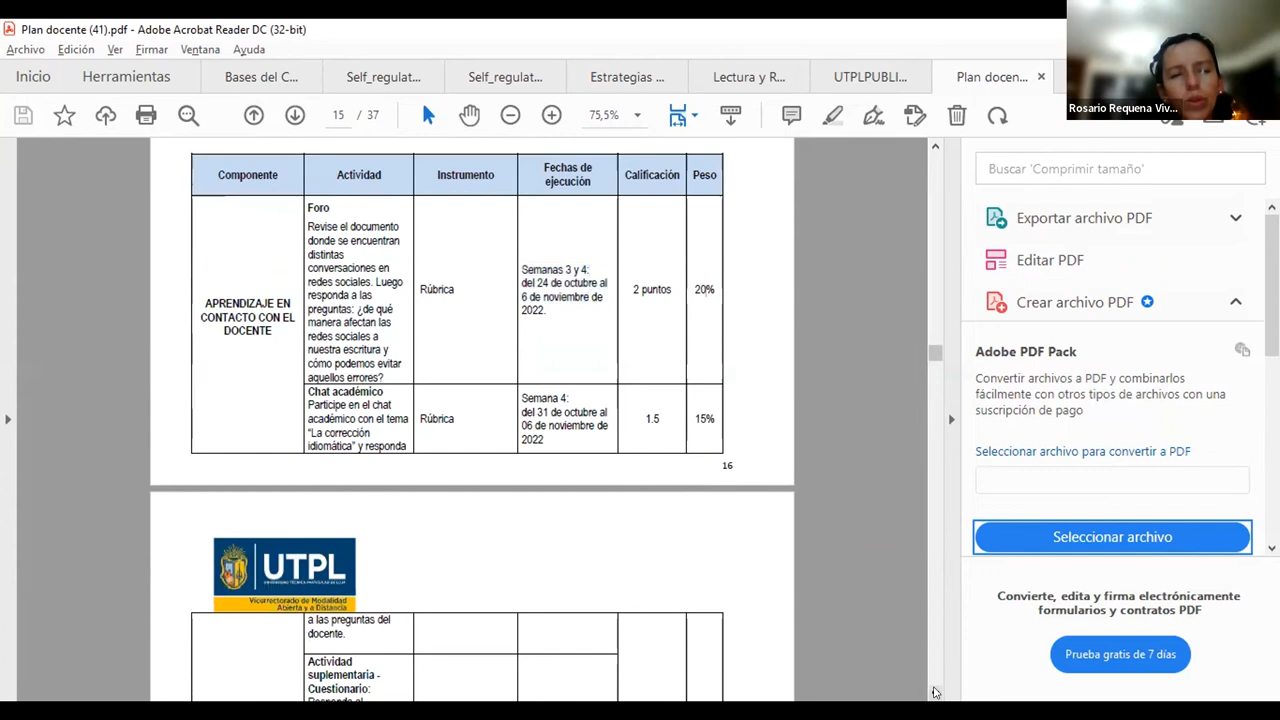 Plan docente (41).pdf - Adobe Acrobat Reader DC (32-bit)
Archivo Edición Ver Firmar Ventana Ayuda
Inicio Herramientas Bases del C... Self_regulat... Self_regulat... Estrategias ... Lectura y R... UTPLPUBLI... Plan docen... ×
Rosario Requena Viv...
15 / 37 75,5%
Componente Actividad Instrumento Fechas de ejecución Calificación Peso
APRENDIZAJE EN
CONTACTO CON EL
DOCENTE
Foro
Revise el documento
donde se encuentran
distintas
conversaciones en
redes sociales. Luego
responda a las
preguntas: ¿de qué
manera afectan las
redes sociales a
nuestra escritura y
cómo podemos evitar
aquellos errores?
Rúbrica
Semanas 3 y 4:
del 24 de octubre al
6 de noviembre de
2022.
2 puntos
20%
Chat académico
Participe en el chat
académico con el tema
“La corrección
idiomática” y responda
Rúbrica
Semana 4:
del 31 de octubre al
06 de noviembre de
2022
1.5
15%
16
UTPL
UNIVERSIDAD TÉCNICA PARTICULAR DE LOJA
Vicerrectorado de Modalidad
Abierta y a Distancia
a las preguntas del
docente.
Actividad
suplementaria -
Cuestionario:
Responda al
Buscar 'Comprimir tamaño'
Exportar archivo PDF
Editar PDF
Crear archivo PDF
Adobe PDF Pack
Convertir archivos a PDF y combinarlos
fácilmente con otros tipos de archivos con una
suscripción de pago
Seleccionar archivo para convertir a PDF
Seleccionar archivo
Convierte, edita y firma electrónicamente
formularios y contratos PDF
Prueba gratis de 7 días